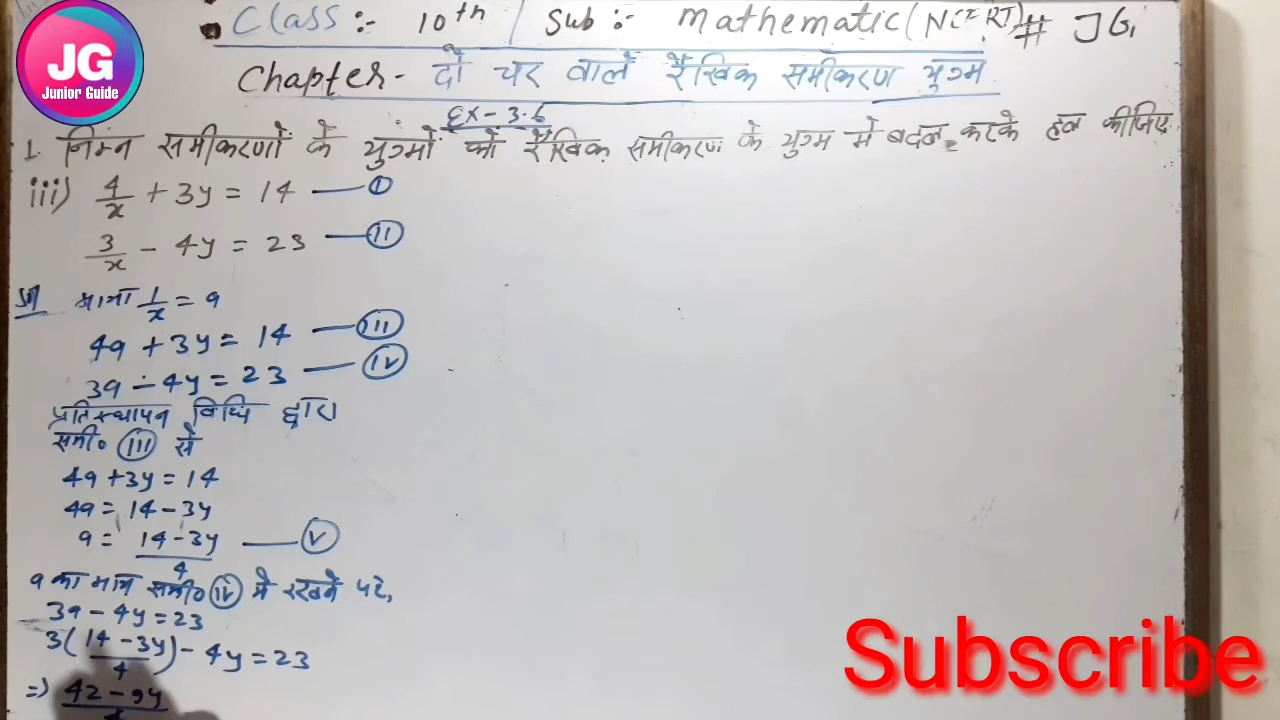 JG
Junior Guide
Class:- 10th / Sub:- Mathematic (NCERT) # JG
Chapter- दो चर वाले रैखिक समीकरण युग्म
EX-3.6
1. निम्न समीकरणों के युग्मों को रैखिक समीकरण के युग्म में बदल करके हल कीजिए
iii) 4/x + 3y = 14 — (I)
3/x - 4y = 23 — (II)
माना 1/x = a
4a + 3y = 14 — (III)
3a - 4y = 23 — (IV)
प्रतिस्थापन विधि द्वारा
समी० (III) से
4a + 3y = 14
4a = 14 - 3y
a = (14 - 3y)/4 — (V)
a का मान समी० (IV) में रखने पर,
3a - 4y = 23
3((14 - 3y)/4) - 4y = 23
=> (42 - 9y)/4
Subscribe